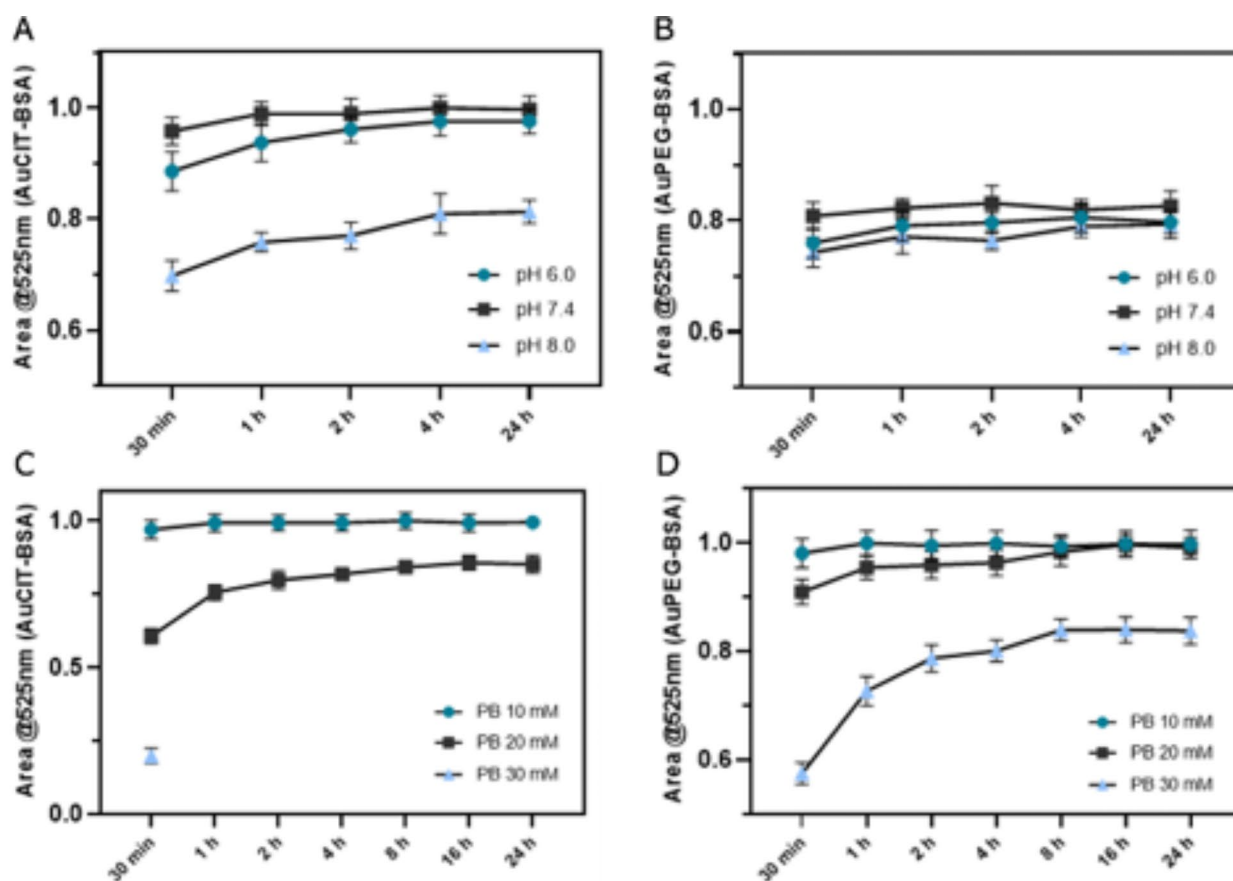 A
Area @525nm (AuCIT-BSA)
1.0
0.8
0.6
pH 6.0
pH 7.4
pH 8.0
30 min
1 h
2 h
4 h
24 h
B
Area @525nm (AuPEG-BSA)
1.0
0.8
0.6
pH 6.0
pH 7.4
pH 8.0
30 min
1 h
2 h
4 h
24 h
C
Area @525nm (AuCIT-BSA)
1.0
0.5
0.0
PB 10 mM
PB 20 mM
PB 30 mM
30 min
1 h
2 h
4 h
8 h
16 h
24 h
D
Area @525nm (AuPEG-BSA)
1.0
0.8
0.6
PB 10 mM
PB 20 mM
PB 30 mM
30 min
1 h
2 h
4 h
8 h
16 h
24 h